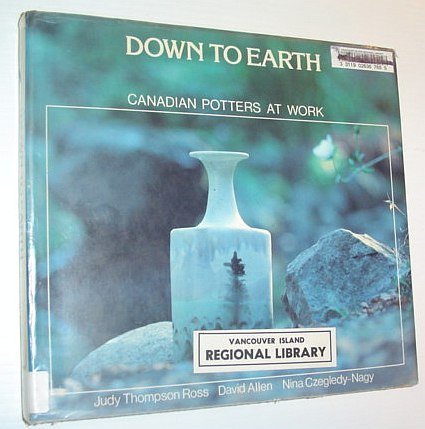 DOWN TO EARTH
CANADIAN POTTERS AT WORK
VANCOUVER ISLAND
REGIONAL LIBRARY
Judy Thompson Ross David Allen Nina Czegledy-Nagy